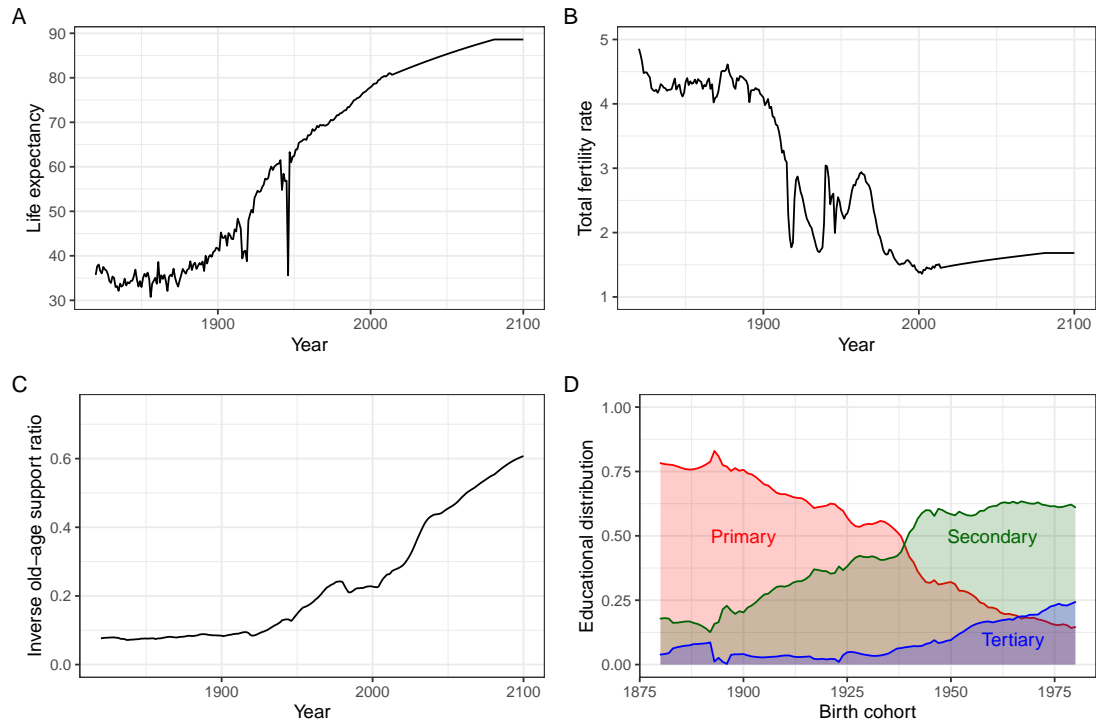 A
Life expectancy
90
80
70
60
50
40
30
1900
2000
2100
Year
B
Total fertility rate
5
4
3
2
1
1900
2000
2100
Year
C
Inverse old−age support ratio
0.6
0.4
0.2
0.0
1900
2000
2100
Year
D
Educational distribution
1.00
0.75
0.50
0.25
0.00
Primary
Secondary
Tertiary
1875
1900
1925
1950
1975
Birth cohort